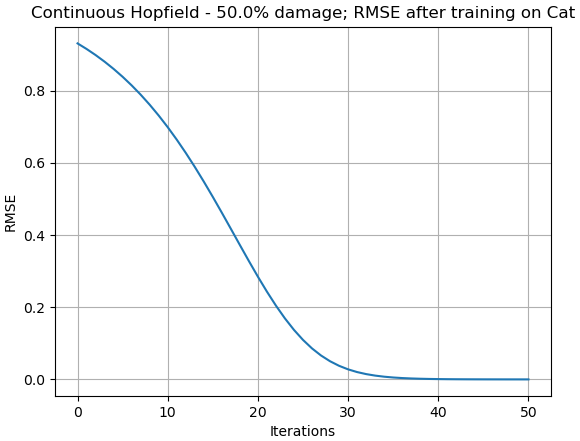 Continuous Hopfield - 50.0% damage; RMSE after training on Cat
0.8
0.6
0.4
0.2
0.0
RMSE
0 10 20 30 40 50
Iterations